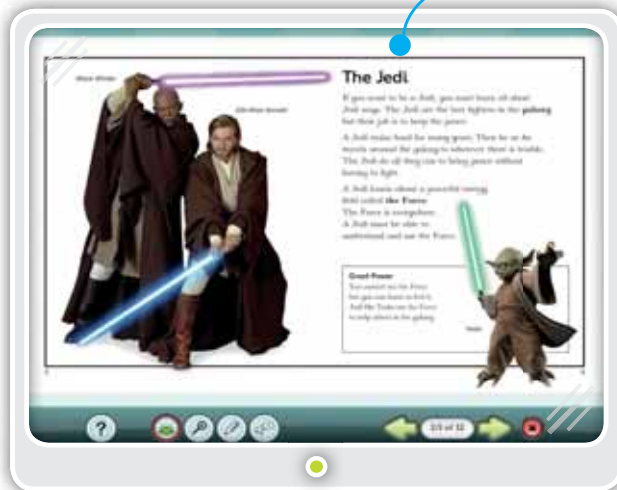 Mace Windu
Obi-Wan Kenobi
The Jedi
If you want to be a Jedi, you must learn all about
Jedi ways. The Jedi are the best fighters in the galaxy
but their job is to keep the peace.
A Jedi trains hard for many years. Then he or she
travels around the galaxy to wherever there is trouble.
The Jedi do all they can to bring peace without
having to fight.
A Jedi learns about a powerful energy
field called the Force.
The Force is everywhere.
A Jedi must be able to
understand and use the Force.
Great Power
You cannot see the Force
but you can learn to feel it.
Jedi like Yoda use the Force
to help others in the galaxy.
Yoda
?
of 12